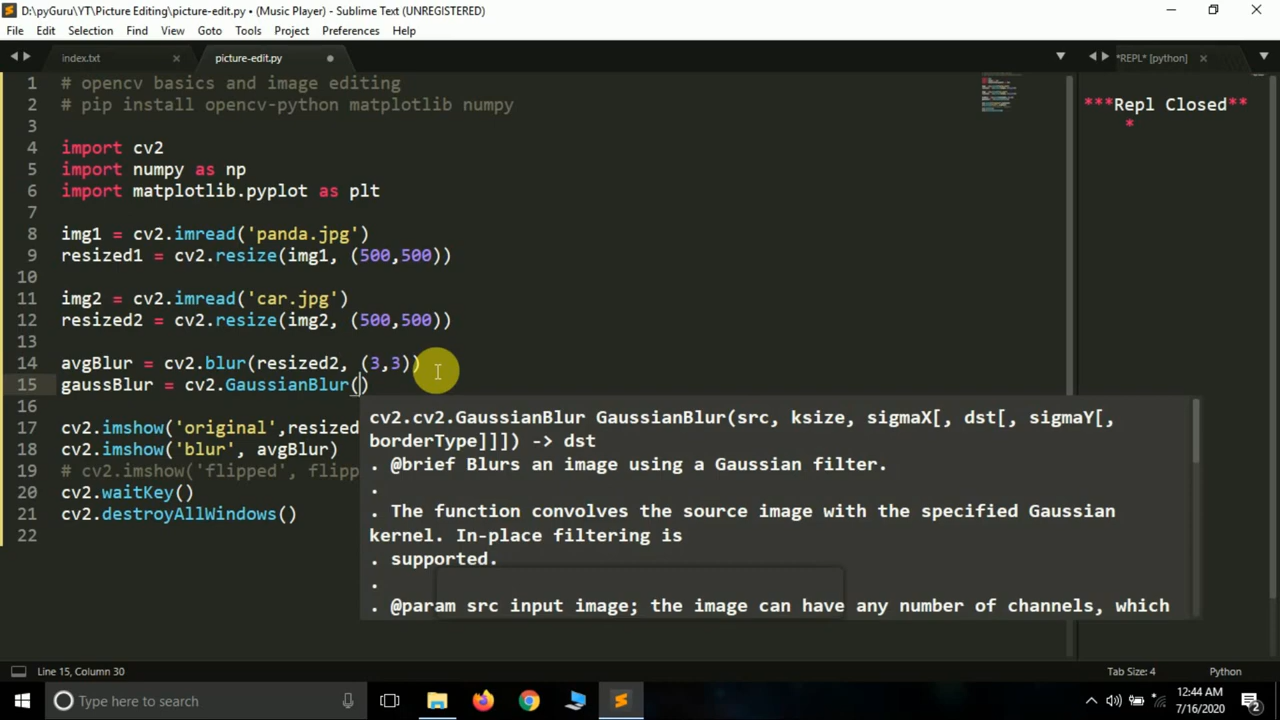 D:\pyGuru\YT\Picture Editing\picture-edit.py • (Music Player) - Sublime Text (UNREGISTERED)
File Edit Selection Find View Goto Tools Project Preferences Help
index.txt picture-edit.py *REPL* [python]
1 # opencv basics and image editing
2 # pip install opencv-python matplotlib numpy
3
4 import cv2
5 import numpy as np
6 import matplotlib.pyplot as plt
7
8 img1 = cv2.imread('panda.jpg')
9 resized1 = cv2.resize(img1, (500,500))
10
11 img2 = cv2.imread('car.jpg')
12 resized2 = cv2.resize(img2, (500,500))
13
14 avgBlur = cv2.blur(resized2, (3,3))
15 gaussBlur = cv2.GaussianBlur()
16
17 cv2.imshow('original',resized
18 cv2.imshow('blur', avgBlur)
19 # cv2.imshow('flipped', flipp
20 cv2.waitKey()
21 cv2.destroyAllWindows()
22
cv2.cv2.GaussianBlur GaussianBlur(src, ksize, sigmaX[, dst[, sigmaY[,
borderType]]]) -> dst
. @brief Blurs an image using a Gaussian filter.
.
. The function convolves the source image with the specified Gaussian
kernel. In-place filtering is
. supported.
.
. @param src input image; the image can have any number of channels, which
***Repl Closed**
*
Line 15, Column 30 Tab Size: 4 Python
Type here to search
12:44 AM
7/16/2020
2